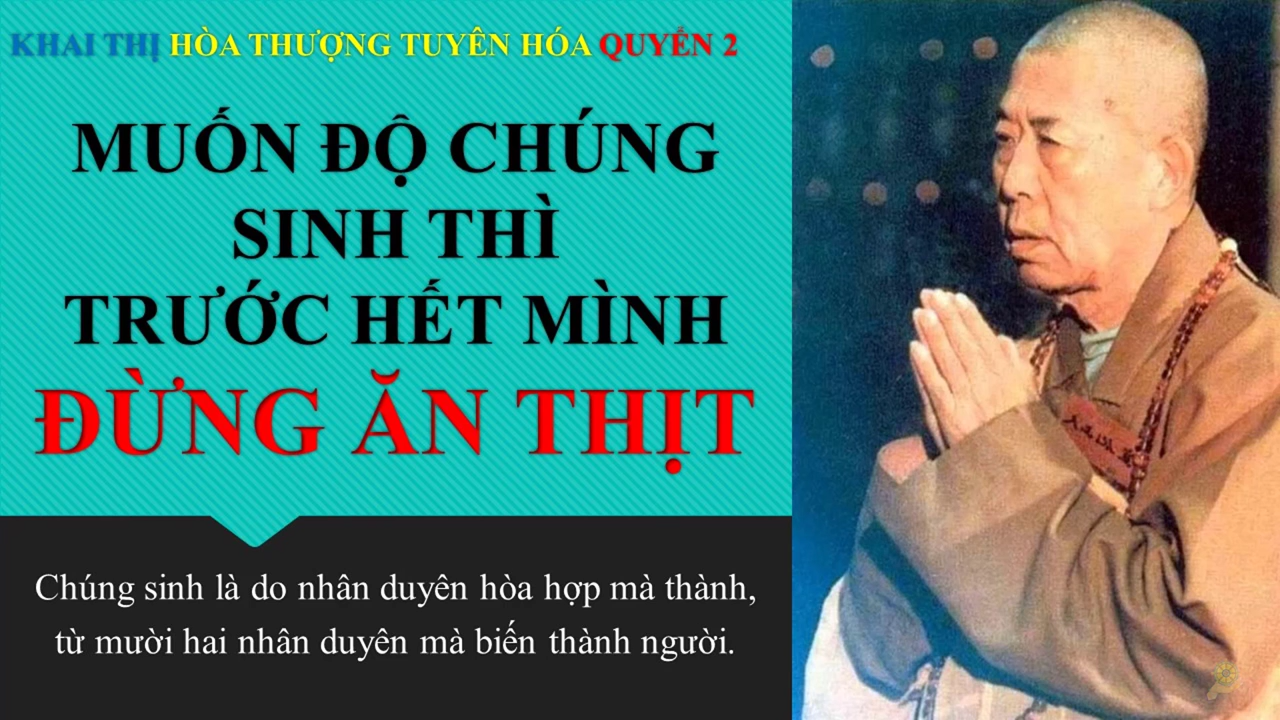 KHAI THỊ HÒA THƯỢNG TUYÊN HÓA QUYỂN 2
MUỐN ĐỘ CHÚNG
SINH THÌ
TRƯỚC HẾT MÌNH
ĐỪNG ĂN THỊT
Chúng sinh là do nhân duyên hòa hợp mà thành,
từ mười hai nhân duyên mà biến thành người.